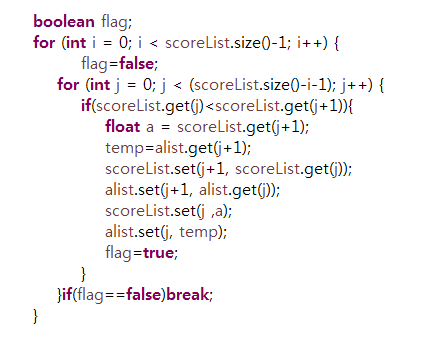 boolean flag;
for (int i = 0; i < scoreList.size()-1; i++) {
flag=false;
for (int j = 0; j < (scoreList.size()-i-1); j++) {
if(scoreList.get(j)<scoreList.get(j+1)){
float a = scoreList.get(j+1);
temp=alist.get(j+1);
scoreList.set(j+1, scoreList.get(j));
alist.set(j+1, alist.get(j));
scoreList.set(j ,a);
alist.set(j, temp);
flag=true;
}
}if(flag==false)break;
}